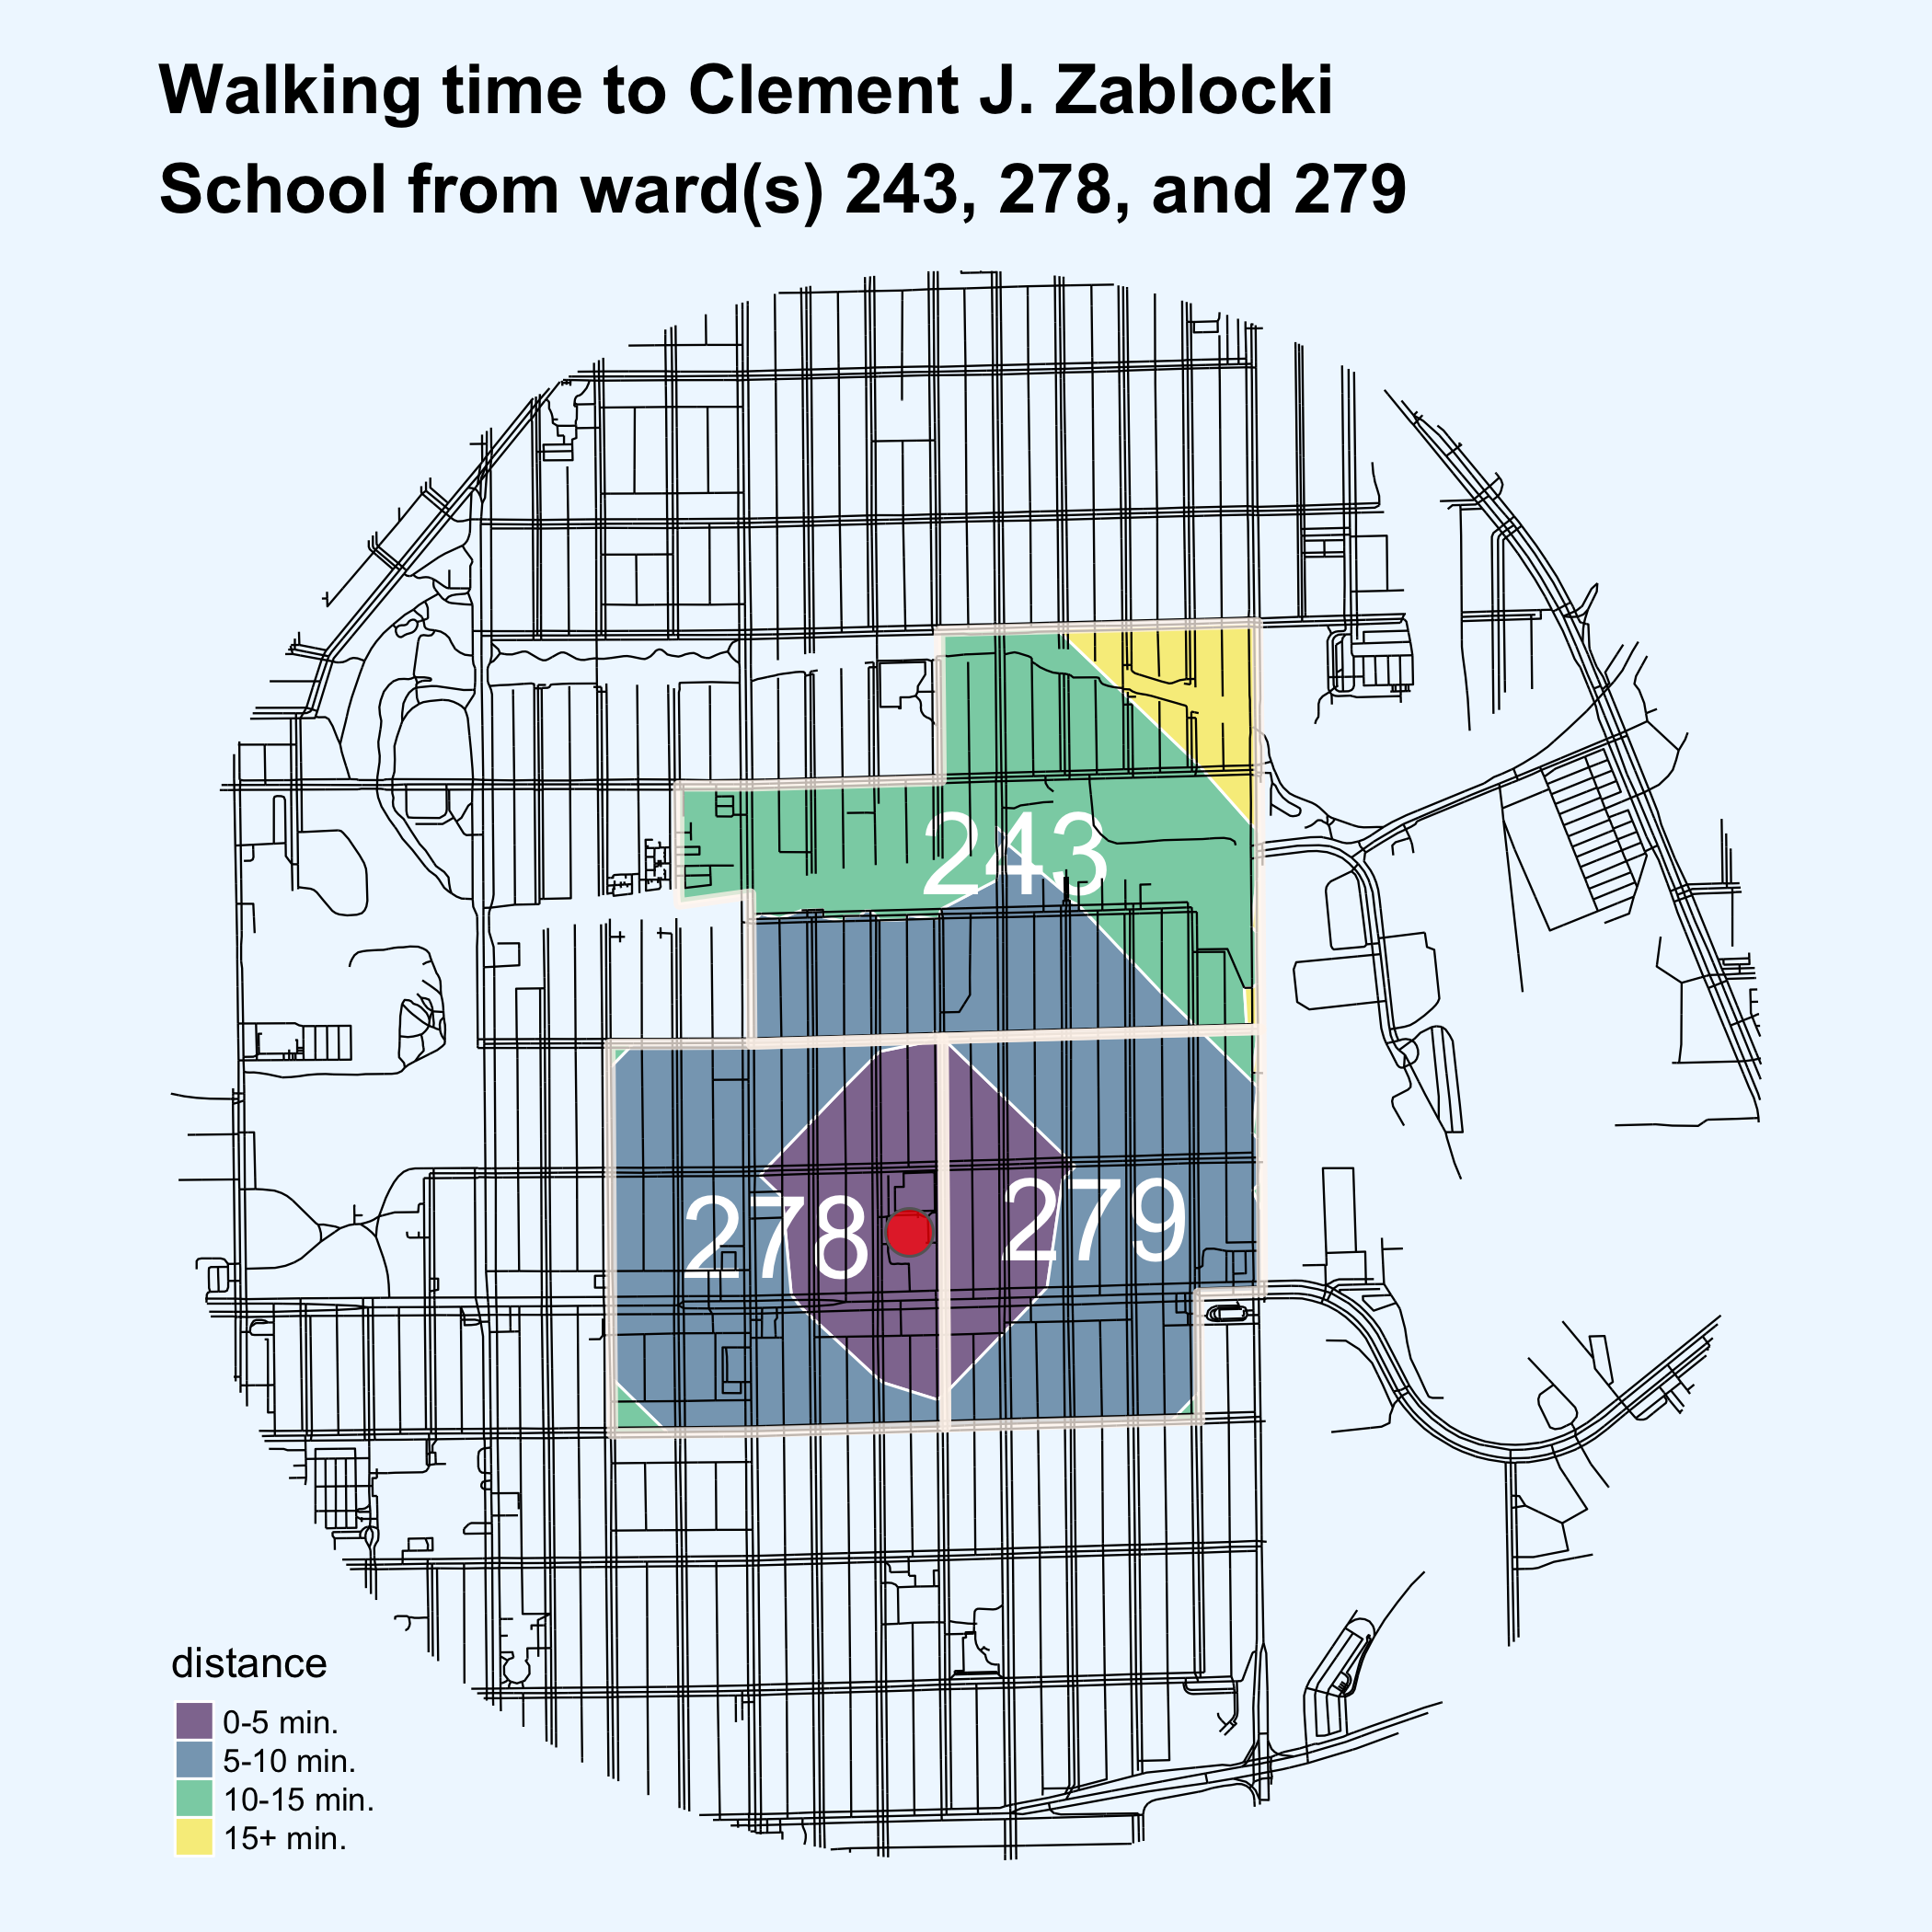 Walking time to Clement J. Zablocki
School from ward(s) 243, 278, and 279
243
278
279
distance
0-5 min.
5-10 min.
10-15 min.
15+ min.